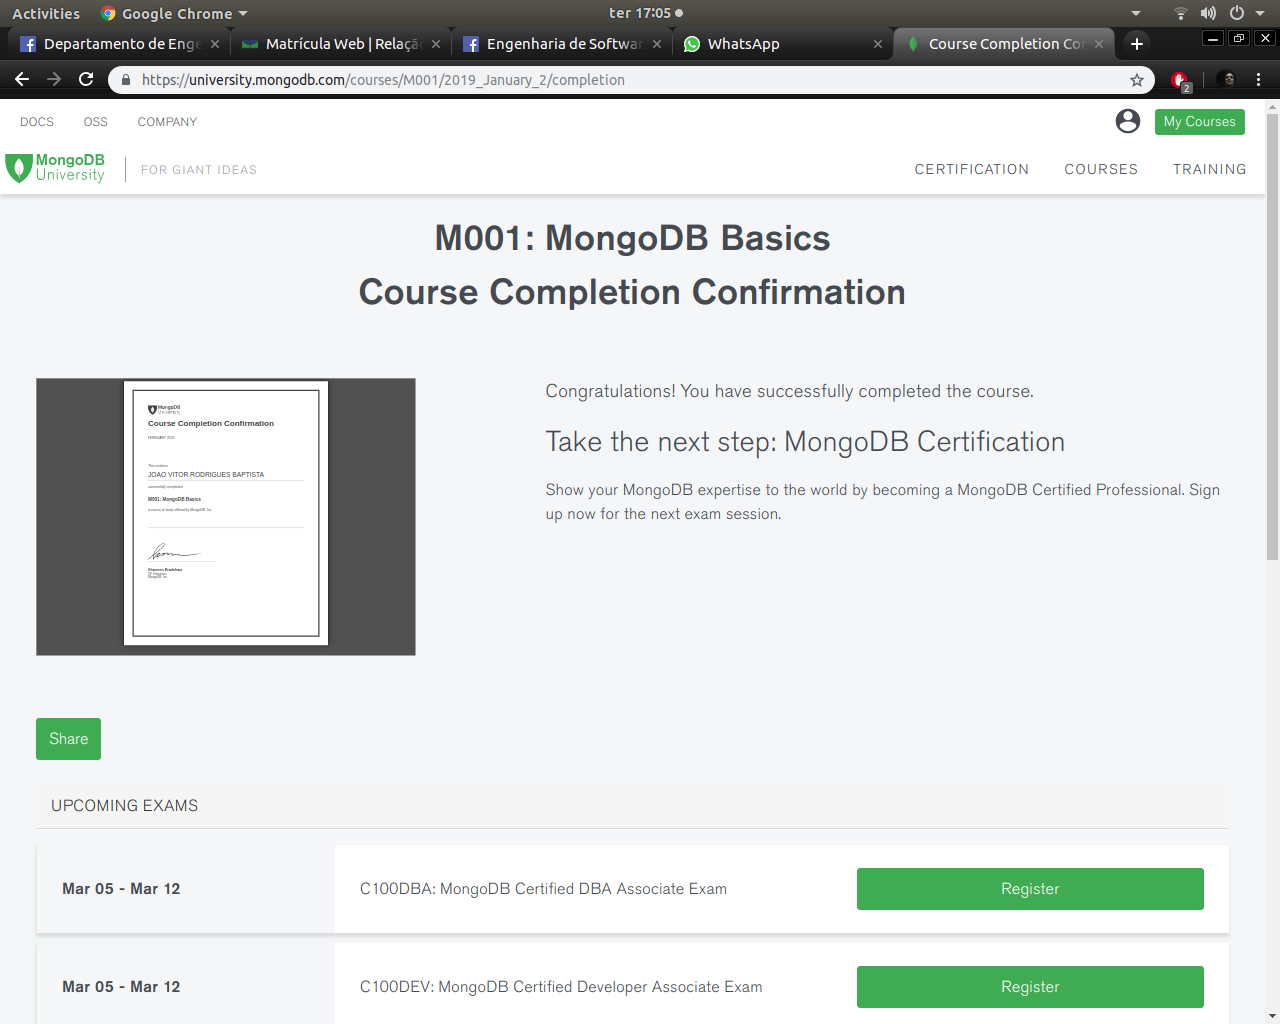 Activities Google Chrome ter 17:05
Departamento de Enge Matrícula Web | Relaçã Engenharia de Softwar WhatsApp Course Completion Co
https://university.mongodb.com/courses/M001/2019_January_2/completion 2
DOCS OSS COMPANY My Courses
MongoDB University FOR GIANT IDEAS CERTIFICATION COURSES TRAINING
M001: MongoDB Basics
Course Completion Confirmation
MongoDB
University
Course Completion Confirmation
FEBRUARY 2019
This confirms
JOAO VITOR RODRIGUES BAPTISTA
successfully completed
M001: MongoDB Basics
a course of study offered by MongoDB, Inc.
Shannon Bradshaw
VP Education
MongoDB, Inc.
Congratulations! You have successfully completed the course.
Take the next step: MongoDB Certification
Show your MongoDB expertise to the world by becoming a MongoDB Certified Professional. Sign
up now for the next exam session.
Share
UPCOMING EXAMS
Mar 05 - Mar 12 C100DBA: MongoDB Certified DBA Associate Exam Register
Mar 05 - Mar 12 C100DEV: MongoDB Certified Developer Associate Exam Register